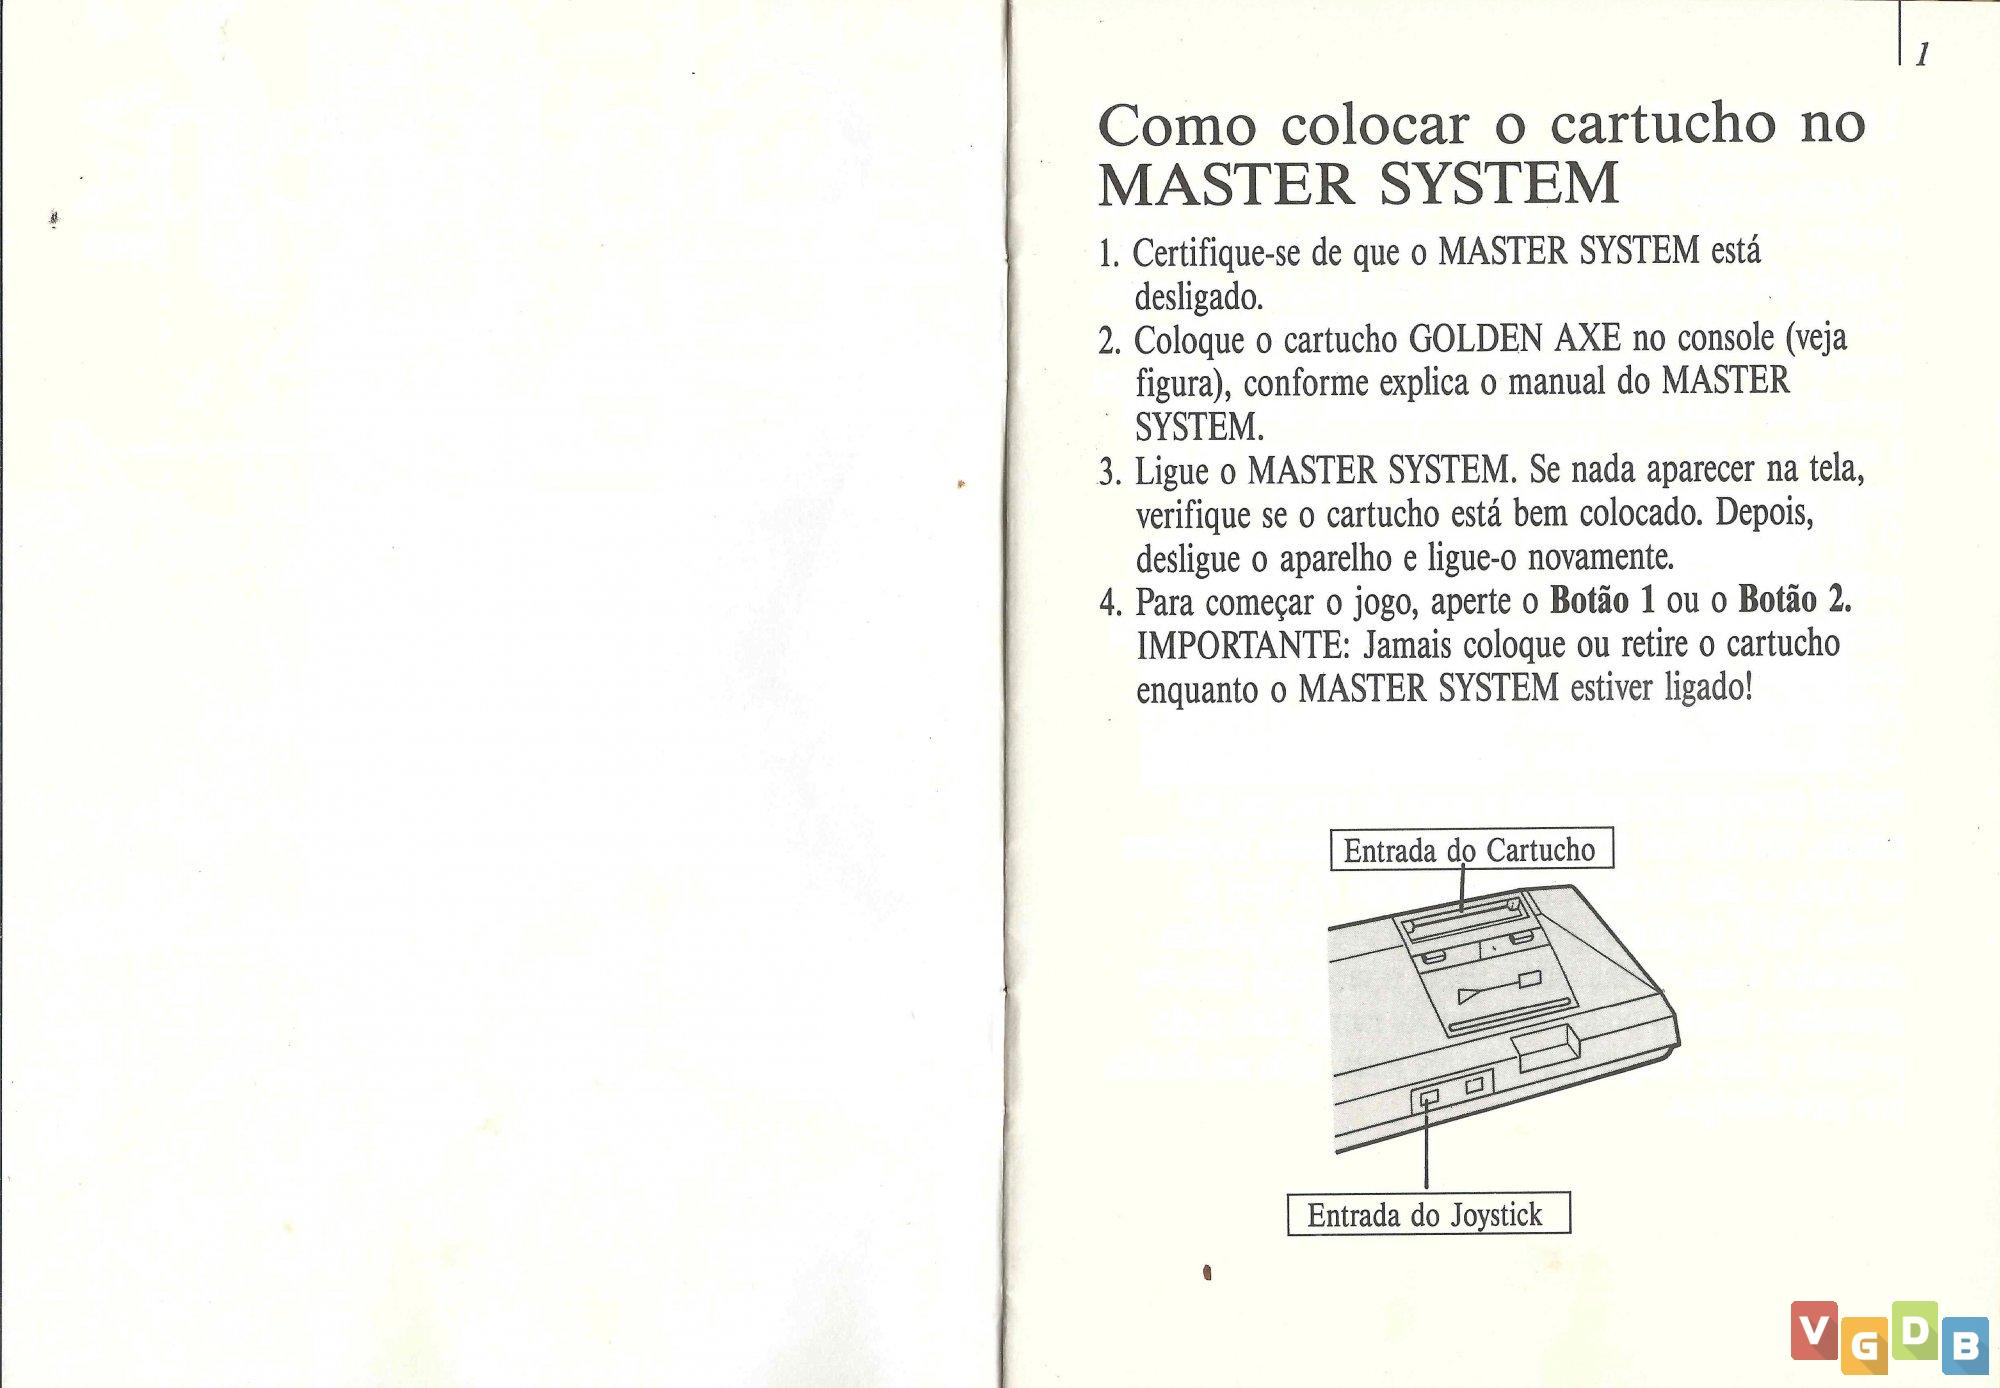 1
Como colocar o cartucho no
MASTER SYSTEM
1. Certifique-se de que o MASTER SYSTEM está
desligado.
2. Coloque o cartucho GOLDEN AXE no console (veja
figura), conforme explica o manual do MASTER
SYSTEM.
3. Ligue o MASTER SYSTEM. Se nada aparecer na tela,
verifique se o cartucho está bem colocado. Depois,
desligue o aparelho e ligue-o novamente.
4. Para começar o jogo, aperte o Botão 1 ou o Botão 2.
IMPORTANTE: Jamais coloque ou retire o cartucho
enquanto o MASTER SYSTEM estiver ligado!
Entrada do Cartucho
Entrada do Joystick
VGDB